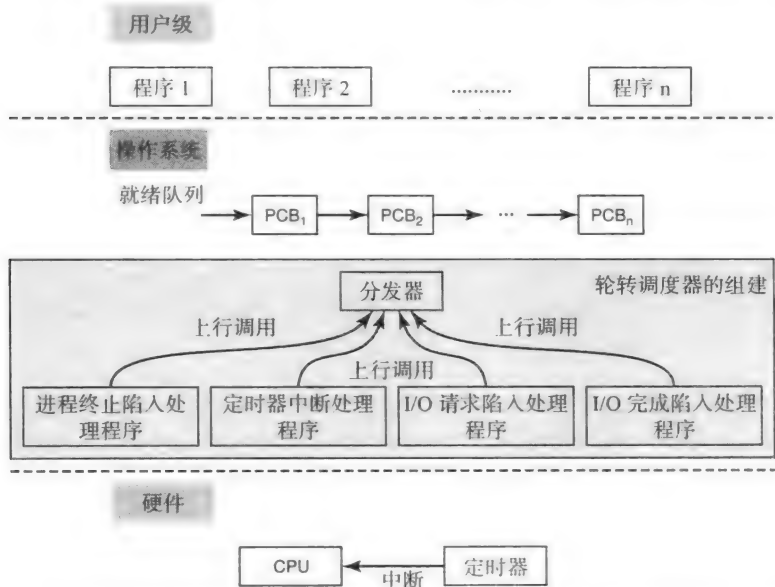 用户级
程序 1
程序 2
...........
程序 n
操作系统
就绪队列
PCB1
PCB2
...
PCBn
轮转调度器的组建
分发器
上行调用
上行调用
上行调用
进程终止陷入处
理程序
定时器中断处理
程序
I/O 请求陷入处理
程序
I/O 完成陷入处理
程序
硬件
CPU
中断
定时器